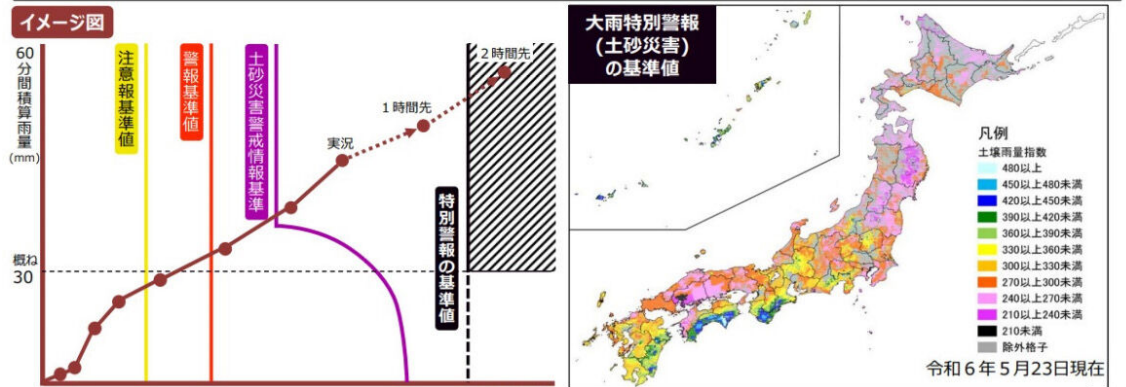 イメージ図
60分間積算雨量
(mm)
概ね
30
注意報基準値
警報基準値
土砂災害警戒情報基準
実況
1時間先
2時間先
特別警報の基準値
大雨特別警報
(土砂災害)
の基準値
凡例
土壌雨量指数
480以上
450以上480未満
420以上450未満
390以上420未満
360以上390未満
330以上360未満
300以上330未満
270以上300未満
240以上270未満
210以上240未満
210未満
除外格子
令和6年5月23日現在